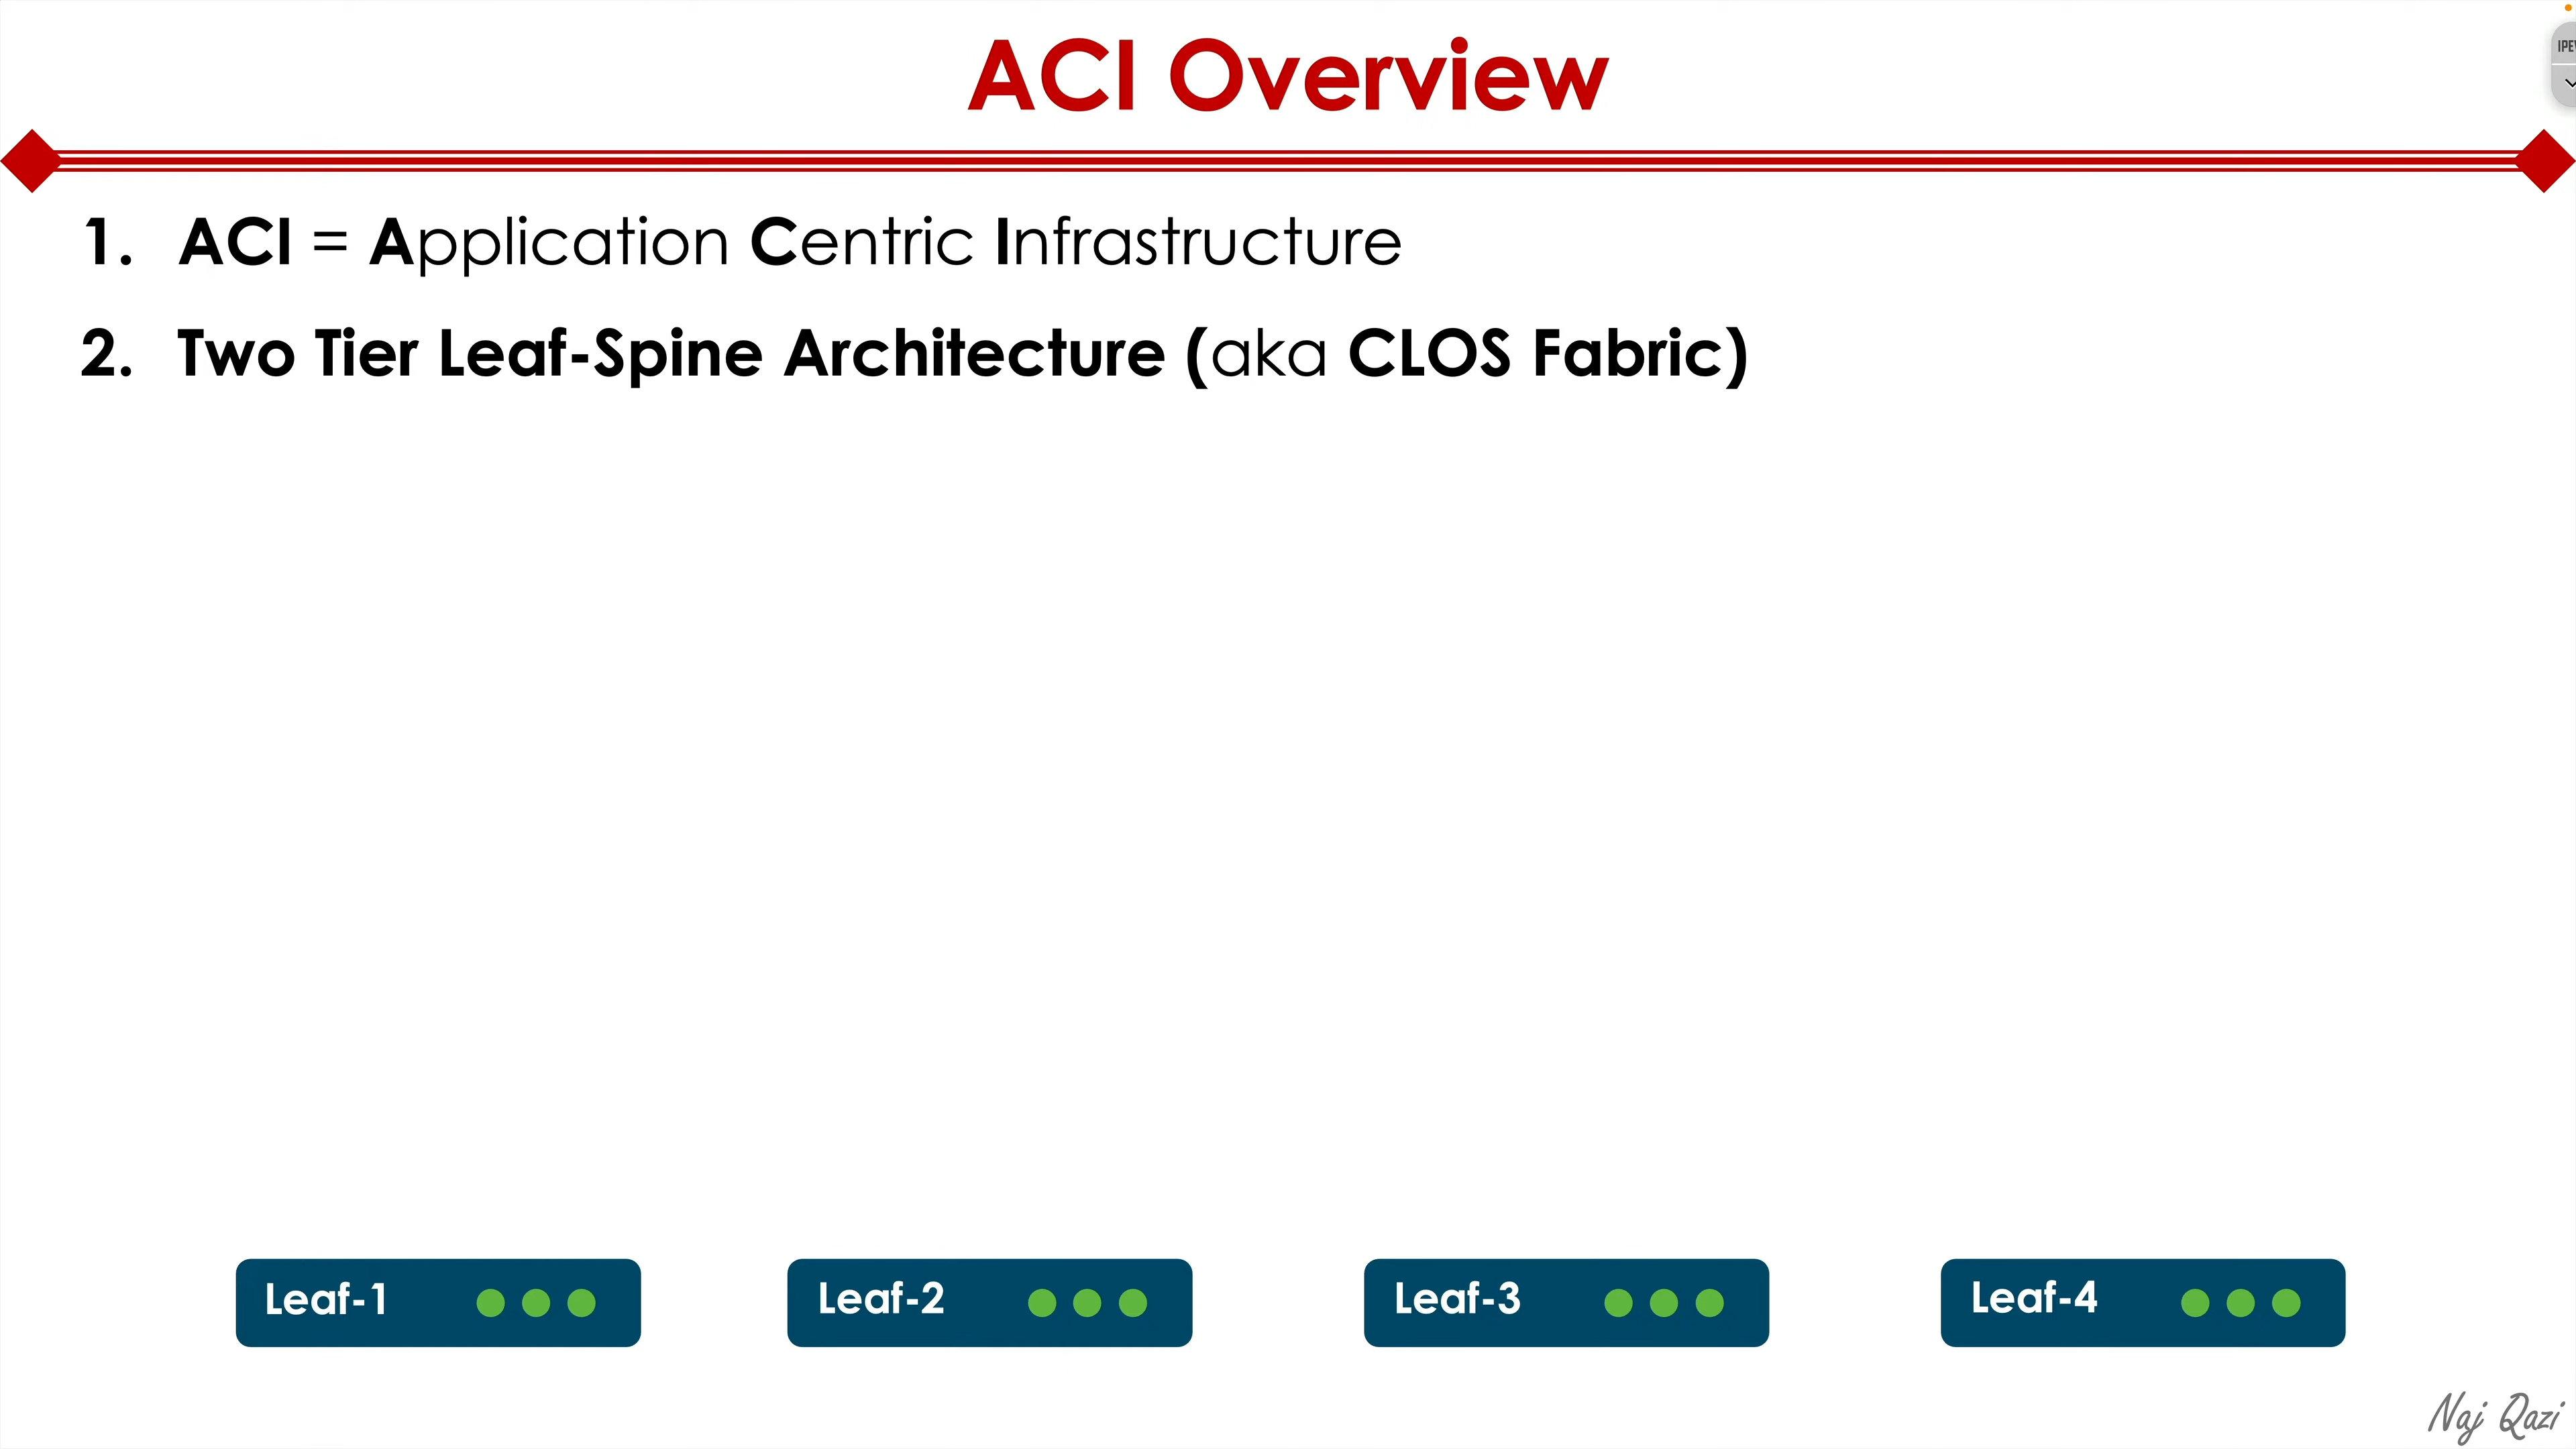 ACI Overview
1. ACI = Application Centric Infrastructure
2. Two Tier Leaf-Spine Architecture (aka CLOS Fabric)
Leaf-1
Leaf-2
Leaf-3
Leaf-4
Naj Qazi